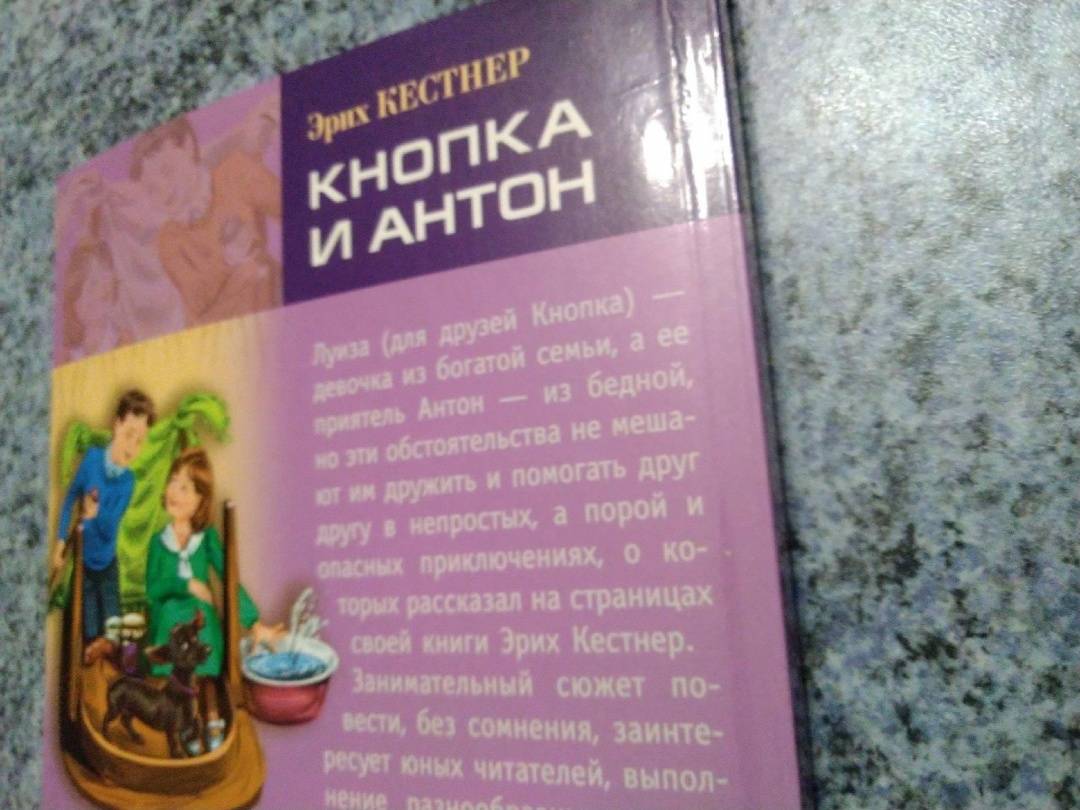 Эрих КЕСТНЕР
КНОПКА
И АНТОН
Луиза (для друзей Кнопка) —
девочка из богатой семьи, а ее
приятель Антон — из бедной,
но эти обстоятельства не меша-
ют им дружить и помогать друг
другу в непростых, а порой и
опасных приключениях, о ко-
торых рассказал на страницах
своей книги Эрих Кестнер.
Занимательный сюжет по-
вести, без сомнения, заинте-
ресует юных читателей, выпол-
нение